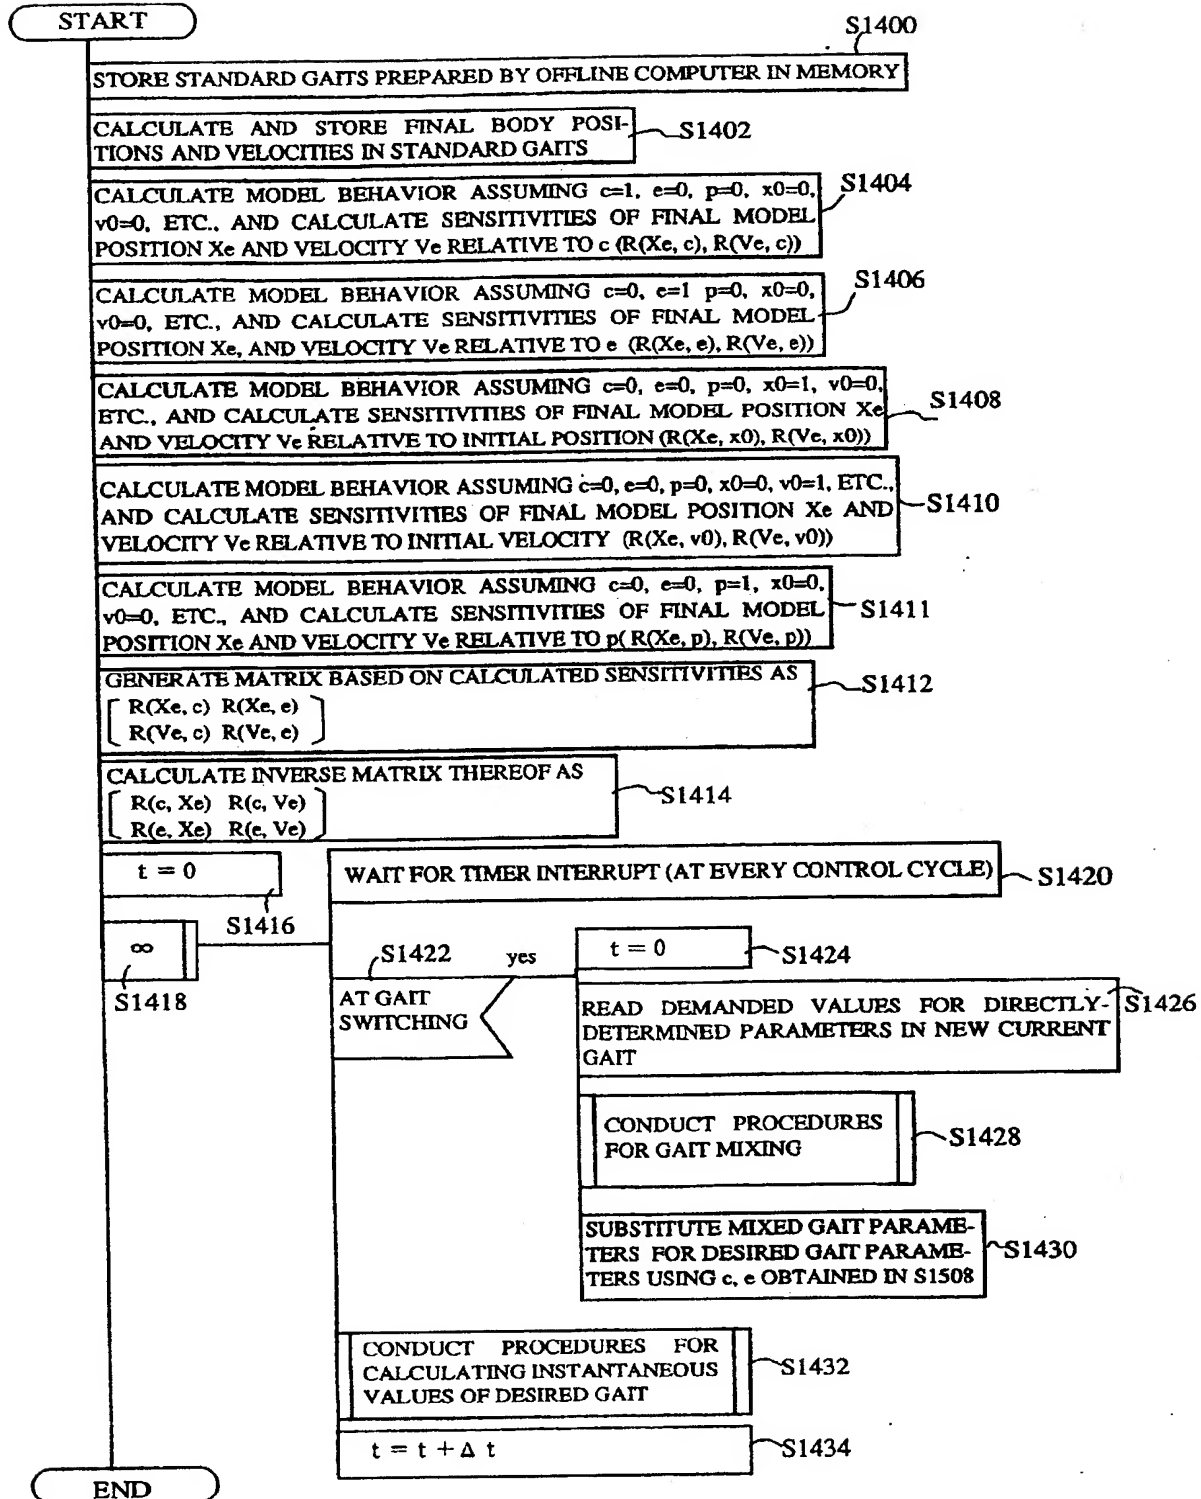 START
S1400
STORE STANDARD GAITS PREPARED BY OFFLINE COMPUTER IN MEMORY
CALCULATE AND STORE FINAL BODY POSI-
TIONS AND VELOCITIES IN STANDARD GAITS
S1402
CALCULATE MODEL BEHAVIOR ASSUMING c=1, e=0, p=0, x0=0,
v0=0, ETC., AND CALCULATE SENSITIVITIES OF FINAL MODEL
POSITION Xe AND VELOCITY Ve RELATIVE TO c (R(Xe, c), R(Ve, c))
S1404
CALCULATE MODEL BEHAVIOR ASSUMING c=0, e=1 p=0, x0=0,
v0=0, ETC., AND CALCULATE SENSITIVITIES OF FINAL MODEL
POSITION Xe, AND VELOCITY Ve RELATIVE TO e (R(Xe, e), R(Ve, e))
S1406
CALCULATE MODEL BEHAVIOR ASSUMING c=0, e=0, p=0, x0=1, v0=0,
ETC., AND CALCULATE SENSITIVITIES OF FINAL MODEL POSITION Xe
AND VELOCITY Ve RELATIVE TO INITIAL POSITION (R(Xe, x0), R(Ve, x0))
S1408
CALCULATE MODEL BEHAVIOR ASSUMING c=0, e=0, p=0, x0=0, v0=1, ETC.,
AND CALCULATE SENSITIVITIES OF FINAL MODEL POSITION Xe AND
VELOCITY Ve RELATIVE TO INITIAL VELOCITY (R(Xe, v0), R(Ve, v0))
S1410
CALCULATE MODEL BEHAVIOR ASSUMING c=0, e=0, p=1, x0=0,
v0=0, ETC., AND CALCULATE SENSITIVITIES OF FINAL MODEL
POSITION Xe AND VELOCITY Ve RELATIVE TO p( R(Xe, p), R(Ve, p))
S1411
GENERATE MATRIX BASED ON CALCULATED SENSITIVITIES AS
R(Xe, c) R(Xe, e)
R(Ve, c) R(Ve, e)
S1412
CALCULATE INVERSE MATRIX THEREOF AS
R(c, Xe) R(c, Ve)
R(e, Xe) R(e, Ve)
S1414
t = 0
S1416
WAIT FOR TIMER INTERRUPT (AT EVERY CONTROL CYCLE)
S1420
∞
S1418
S1422
yes
AT GAIT
SWITCHING
t = 0
S1424
READ DEMANDED VALUES FOR DIRECTLY-
DETERMINED PARAMETERS IN NEW CURRENT
GAIT
S1426
CONDUCT PROCEDURES
FOR GAIT MIXING
S1428
SUBSTITUTE MIXED GAIT PARAME-
TERS FOR DESIRED GAIT PARAME-
TERS USING c, e OBTAINED IN S1508
S1430
CONDUCT PROCEDURES FOR
CALCULATING INSTANTANEOUS
VALUES OF DESIRED GAIT
S1432
t = t + Δ t
S1434
END